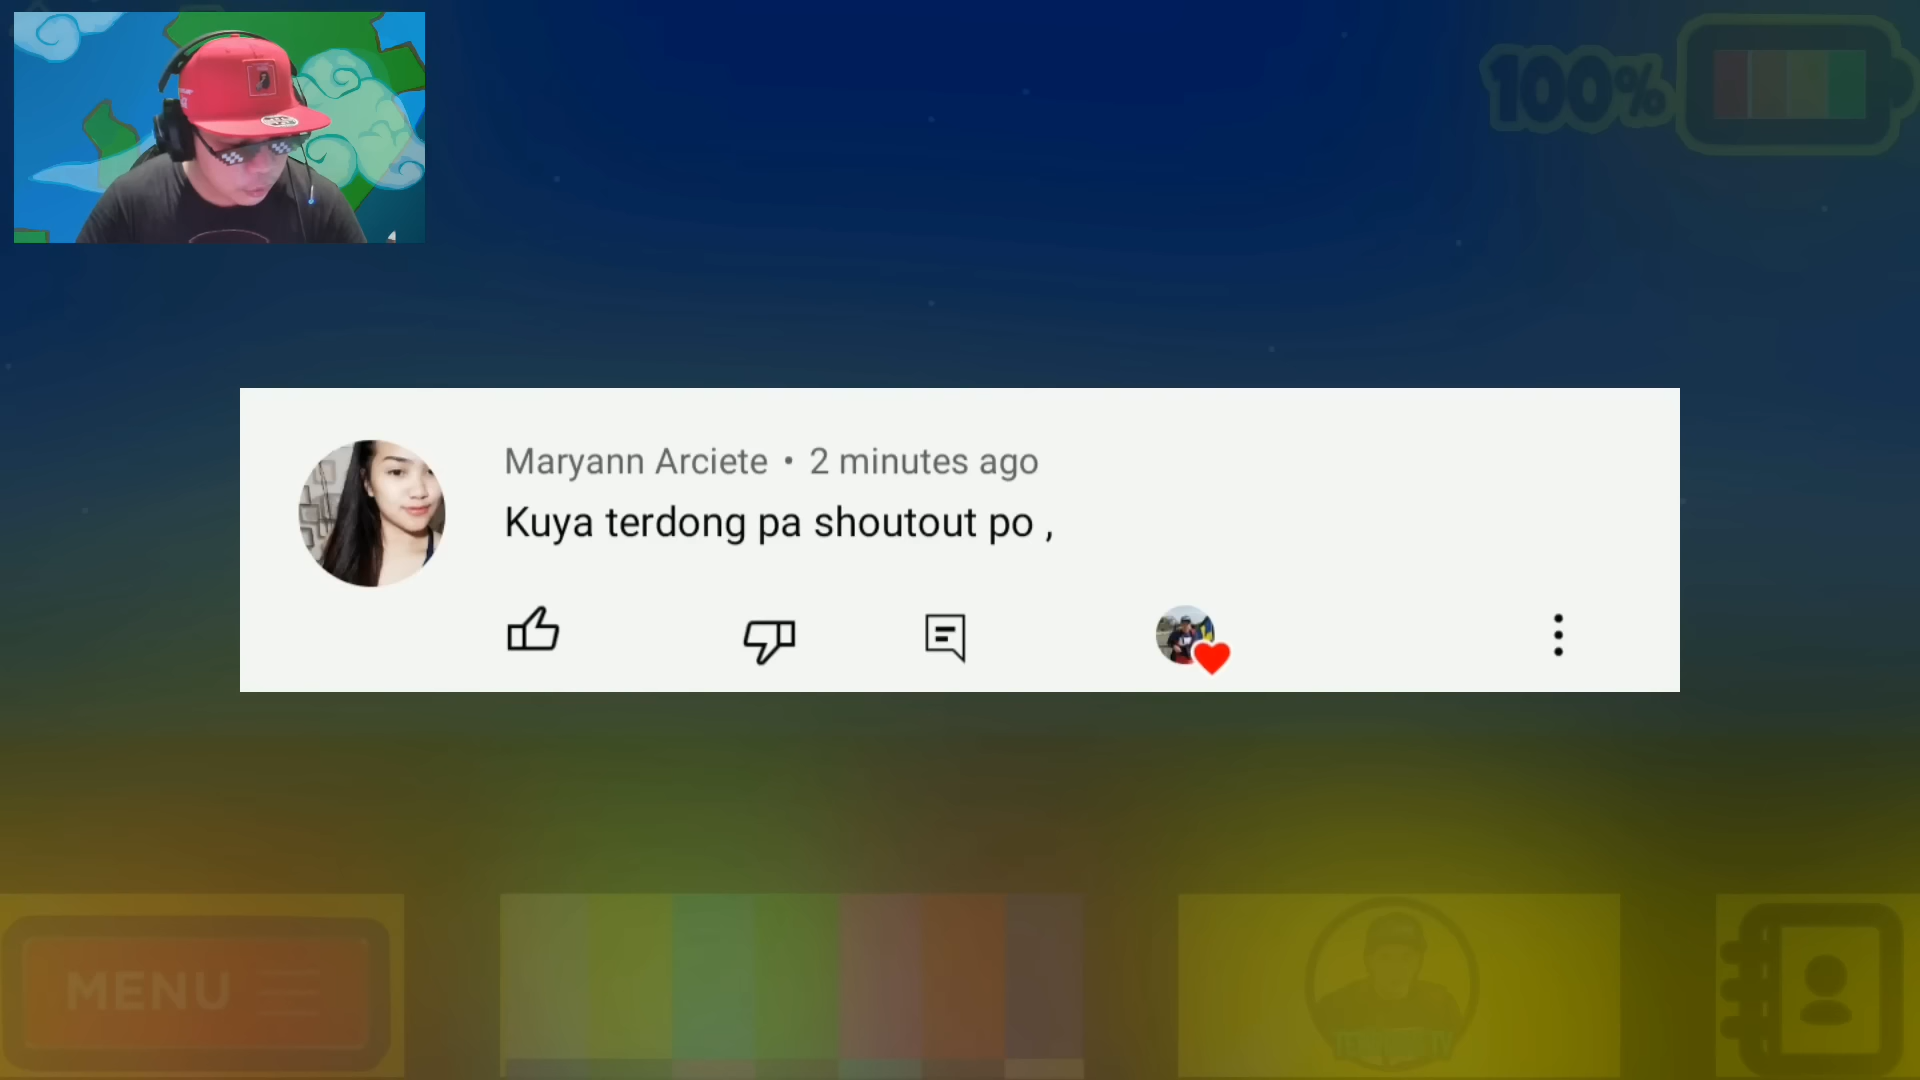 100%
Maryann Arciete • 2 minutes ago
Kuya terdong pa shoutout po ,
MENU